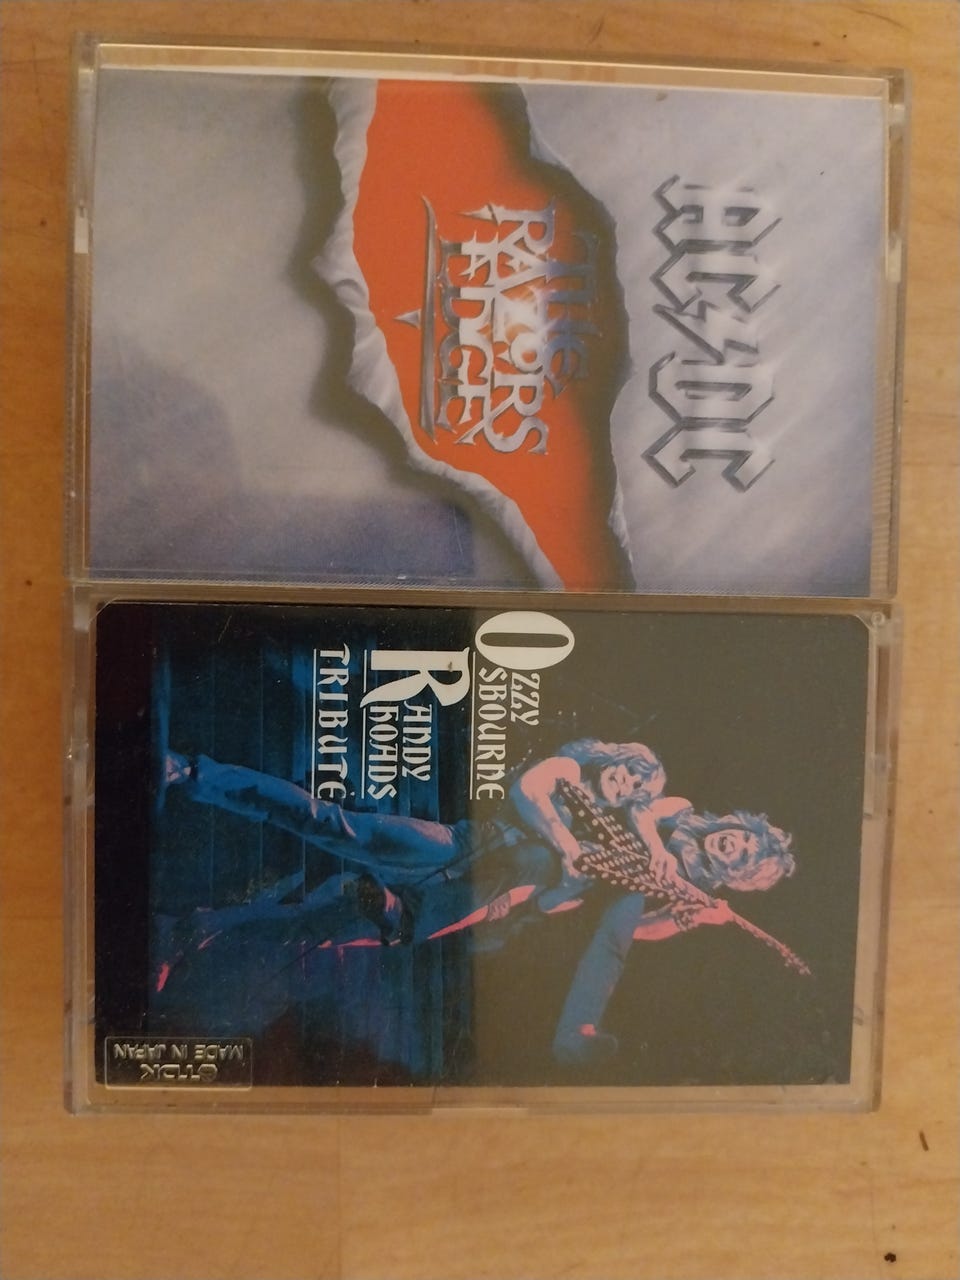 AC/DC
THE
RAZORS
EDGE
OZZY
OSBOURNE
RANDY
RHOADS
TRIBUTE
TDK
MADE IN JAPAN